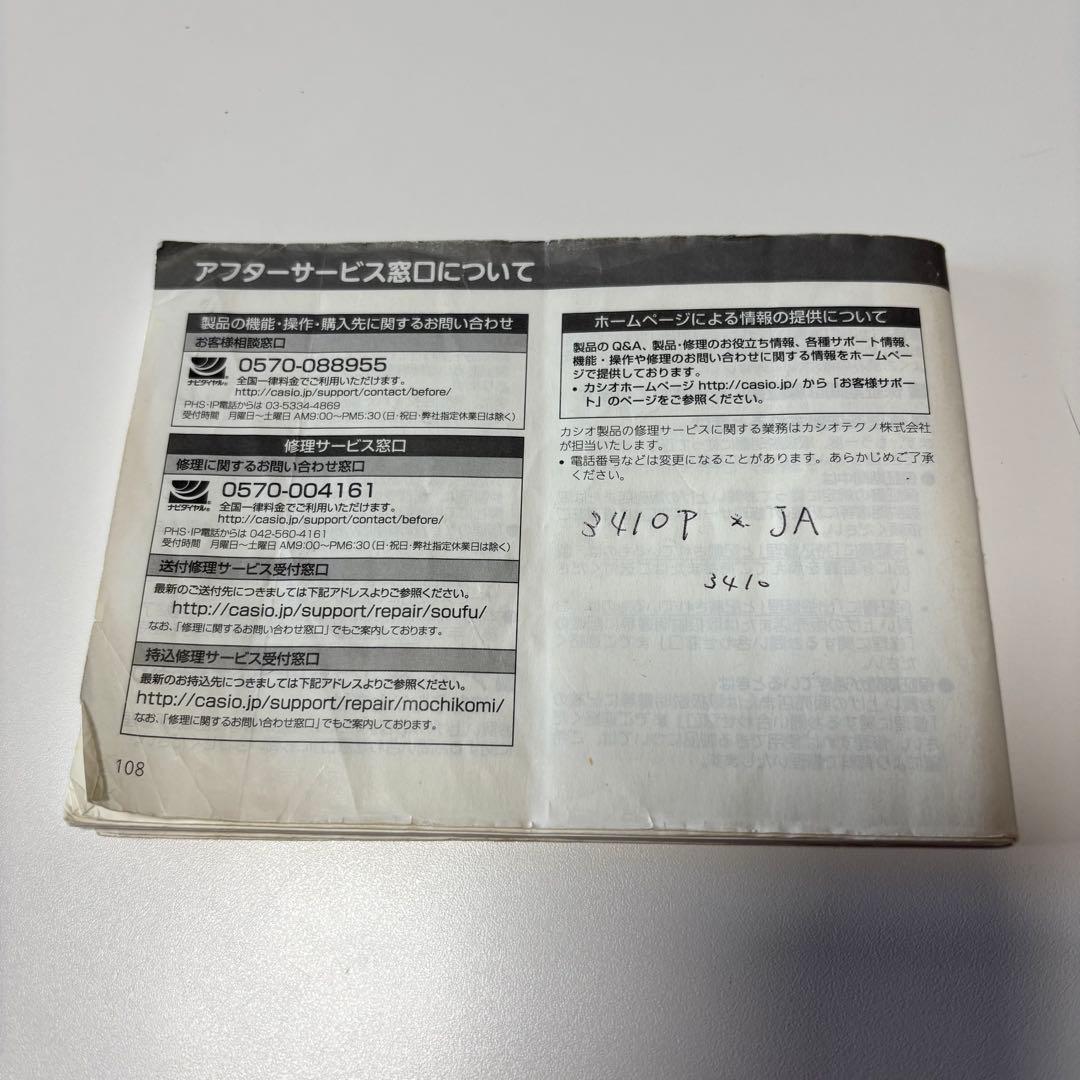 アフターサービス窓口について
製品の機能・操作・購入先に関するお問い合わせ
お客様相談窓口
ナビダイヤル®
0570-088955
全国一律料金でご利用いただけます。
http://casio.jp/support/contact/before/
PHS・IP電話からは 03-5334-4869
受付時間 月曜日〜土曜日 AM9:00〜PM5:30(日・祝日・弊社指定休業日は除く)
修理サービス窓口
修理に関するお問い合わせ窓口
ナビダイヤル®
0570-004161
全国一律料金でご利用いただけます。
http://casio.jp/support/contact/before/
PHS・IP電話からは 042-560-4161
受付時間 月曜日〜土曜日 AM9:00〜PM6:30(日・祝日・弊社指定休業日は除く)
送付修理サービス受付窓口
最新のご送付先につきましては下記アドレスよりご参照ください。
http://casio.jp/support/repair/soufu/
なお、「修理に関するお問い合わせ窓口」でもご案内しております。
持込修理サービス受付窓口
最新のお持込先につきましては下記アドレスよりご参照ください。
http://casio.jp/support/repair/mochikomi/
なお、「修理に関するお問い合わせ窓口」でもご案内しております。
108
ホームページによる情報の提供について
製品の Q&A、製品・修理のお役立ち情報、各種サポート情報、
機能・操作や修理のお問い合わせに関する情報をホームペー
ジで提供しております。
• カシオホームページ http://casio.jp/ から「お客様サポー
ト」のページをご参照ください。
カシオ製品の修理サービスに関する業務はカシオテクノ株式会社
が担当いたします。
• 電話番号などは変更になることがあります。あらかじめご了承
ください。
3410P × JA
3410